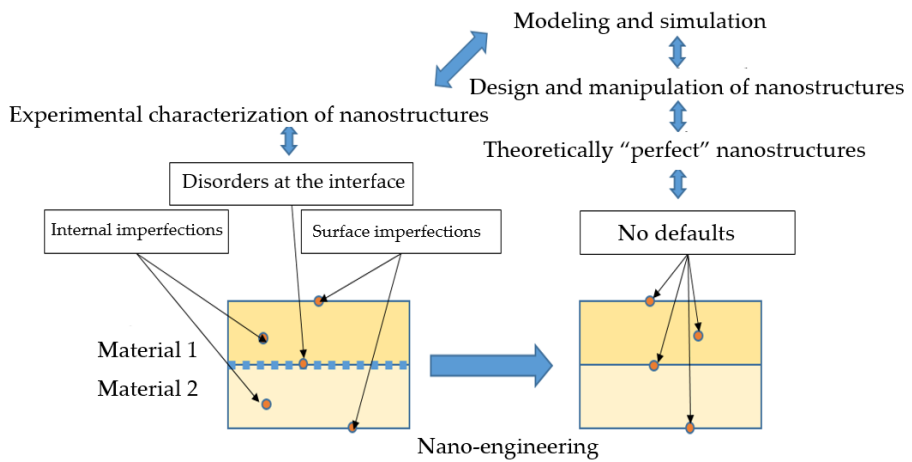 Modeling and simulation
Design and manipulation of nanostructures
Experimental characterization of nanostructures
Theoretically “perfect” nanostructures
Disorders at the interface
Internal imperfections
Surface imperfections
No defaults
Material 1
Material 2
Nano-engineering